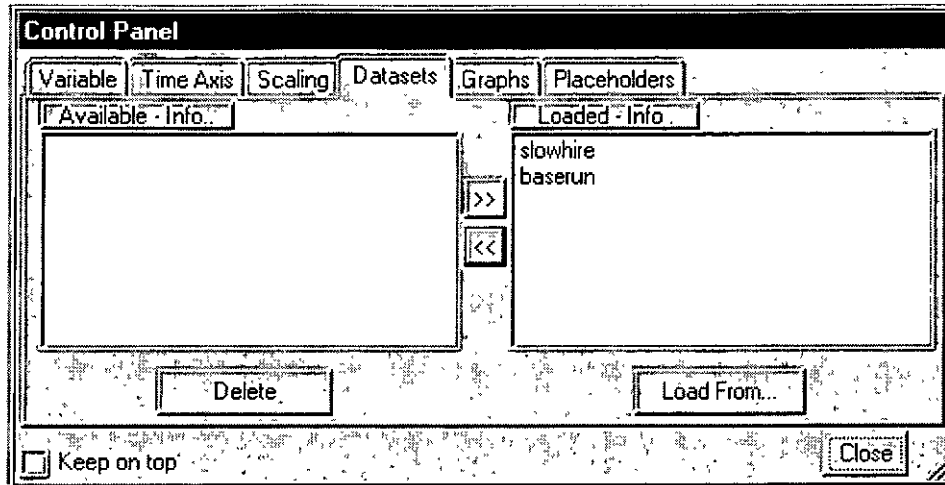 Control Panel
Variable Time Axis Scaling Datasets Graphs Placeholders
Available - Info.. Loaded - Info .
slowhire
baserun
>>
<<
Delete Load From...
Keep on top Close